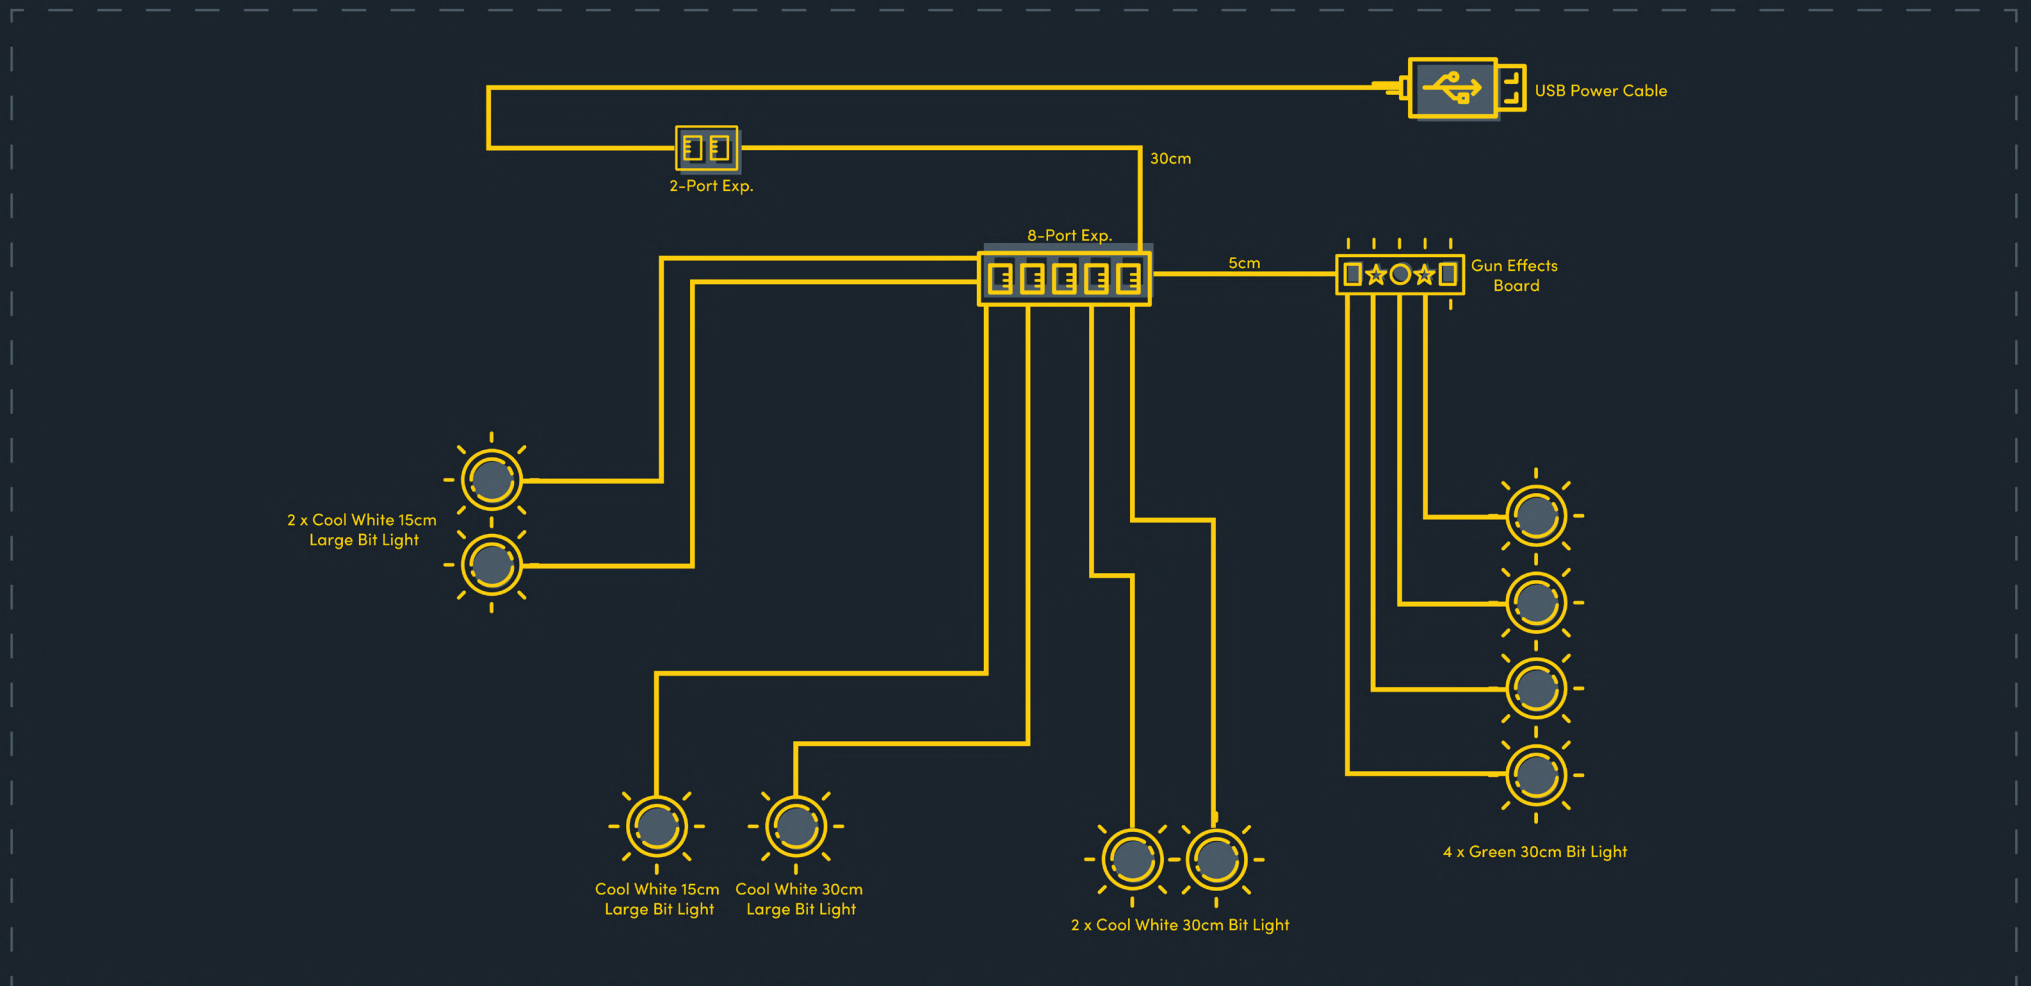 USB Power Cable
30cm
2-Port Exp.
8-Port Exp.
5cm
Gun Effects
Board
2 x Cool White 15cm
Large Bit Light
4 x Green 30cm Bit Light
Cool White 15cm
Large Bit Light
Cool White 30cm
Large Bit Light
2 x Cool White 30cm Bit Light